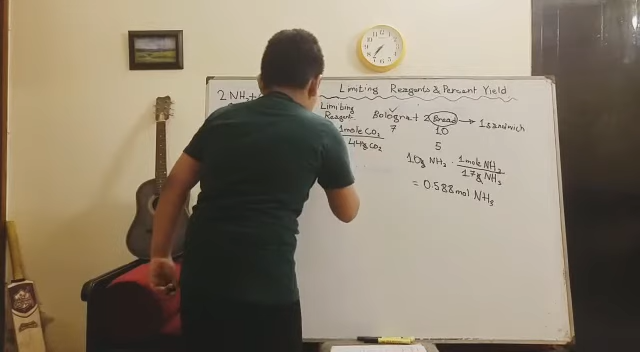 Limiting Reagents & Percent Yield
2 NH₃ +
Limiting
Reagent
Bologna + 2 Bread → 1 sandwich
7 10
5
1 mole CO₂
44g CO₂
10g NH₃ · 1 mole NH₃
17g NH₃
= 0.588 mol NH₃